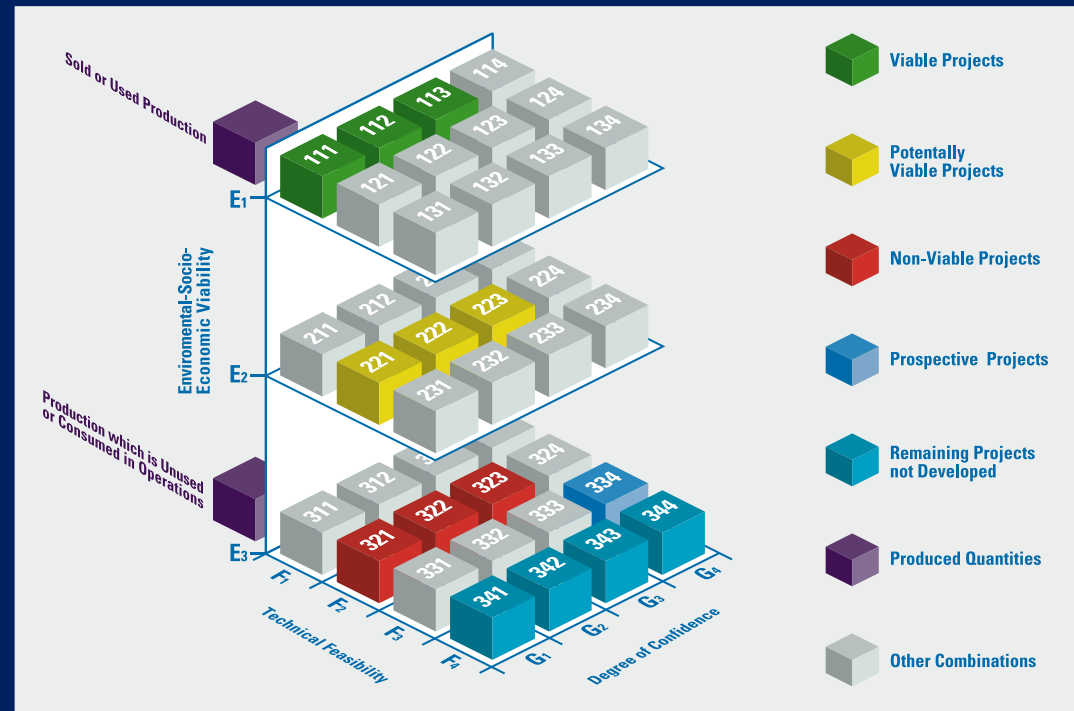 Sold or Used Production
114
113
124
112
123
134
111
122
133
121
132
131
E1
Enviromental-Socio-
Economic Viability
224
212
223
234
211
222
233
221
232
231
E2
Production which is Unused
or Consumed in Operations
324
312
323
334
311
322
333
344
321
332
343
331
342
341
E3
F1
F2
F3
F4
G1
G2
G3
G4
Technical Feasibility
Degree of Confidence
Viable Projects
Potentally
Viable Projects
Non-Viable Projects
Prospective Projects
Remaining Projects
not Developed
Produced Quantities
Other Combinations